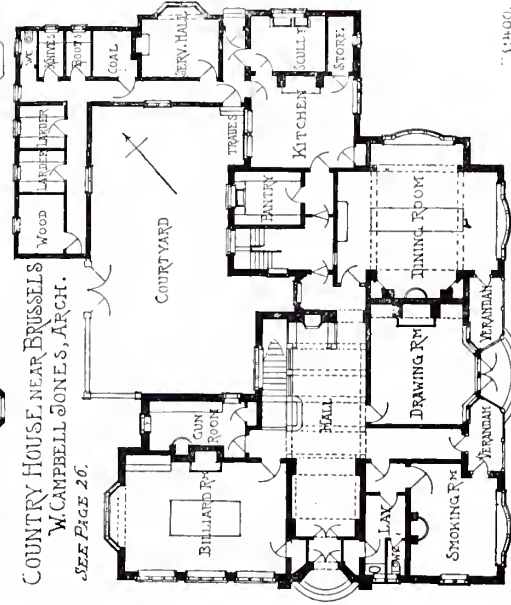 COUNTRY HOUSE NEAR BRUSSELS
W. CAMPBELL JONES, ARCH.
SEE PAGE 26.
KNIVES
BOOTS
COAL
SERV. HALL
SCULLY
STORE
LARDER
LARDER
WOOD
TRADES
KITCHEN
PANTRY
COURTYARD
DINING ROOM
VERANDAH
DRAWING RM
VERANDAH
HALL
GUN ROOM
BILLIARD RM
LAV
SMOKING RM